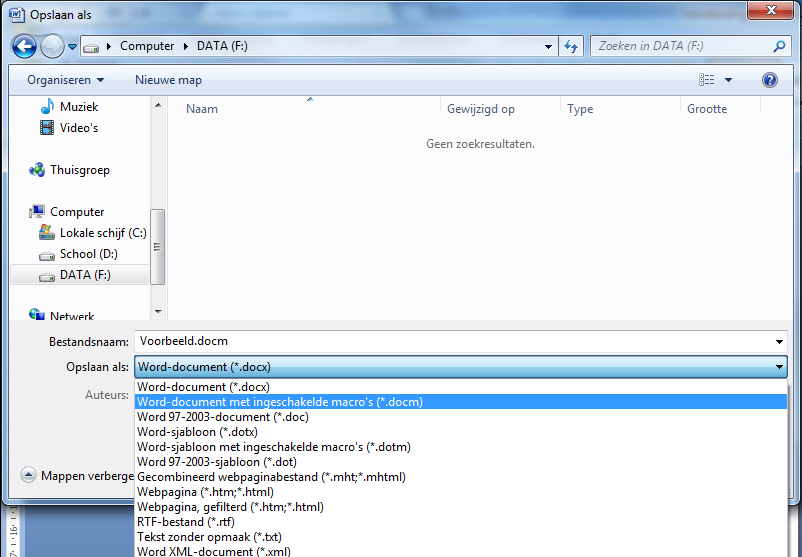 Opslaan als
Computer ▸ DATA (F:) ▸
Zoeken in DATA (F:)
Organiseren
Nieuwe map
Muziek
Video's
Thuisgroep
Computer
Lokale schijf (C:)
School (D:)
DATA (F:)
Netwerk
Naam
Gewijzigd op
Type
Grootte
Geen zoekresultaten.
Bestandsnaam: Voorbeeld.docm
Opslaan als: Word-document (*.docx)
Auteurs:
Word-document (*.docx)
Word-document met ingeschakelde macro's (*.docm)
Word 97-2003-document (*.doc)
Word-sjabloon (*.dotx)
Word-sjabloon met ingeschakelde macro's (*.dotm)
Word 97-2003-sjabloon (*.dot)
Gecombineerd webpaginabestand (*.mht;*.mhtml)
Webpagina (*.htm;*.html)
Webpagina, gefilterd (*.htm;*.html)
RTF-bestand (*.rtf)
Tekst zonder opmaak (*.txt)
Word XML-document (*.xml)
Mappen verberge